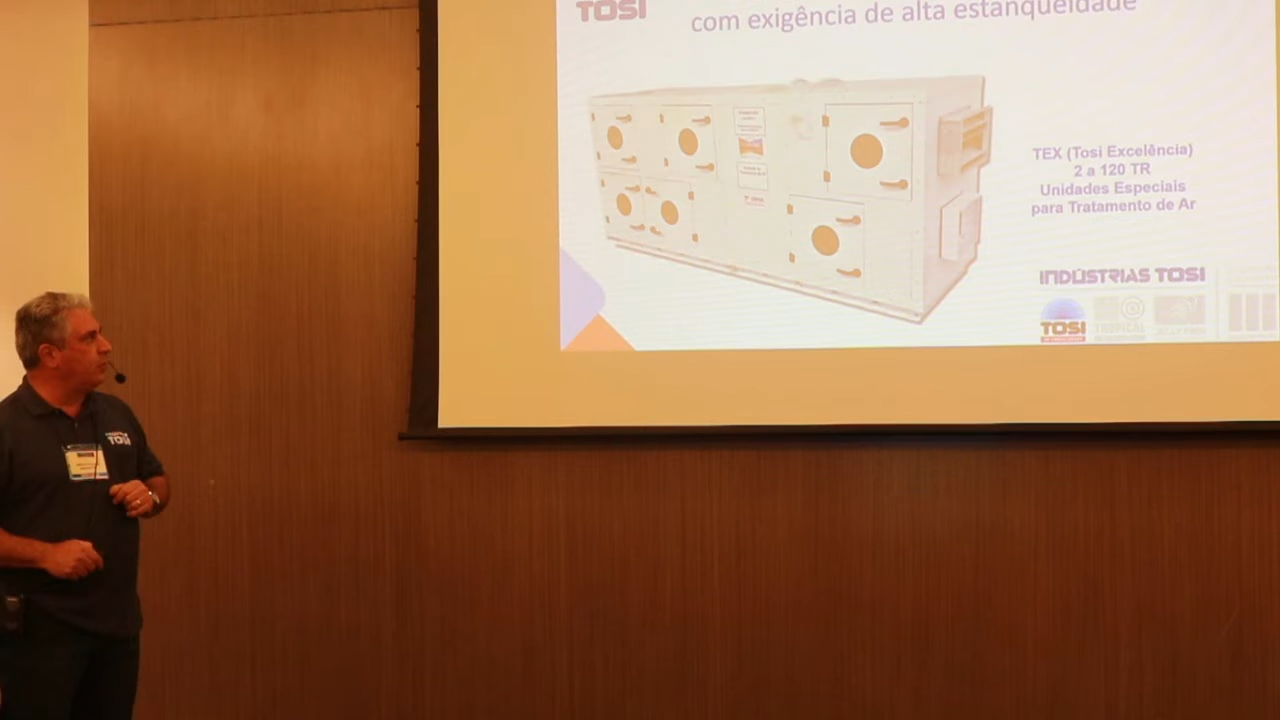 TOSI
com exigência de alta estanqueidade
TEX (Tosi Excelência)
2 a 120 TR
Unidades Especiais
para Tratamento de Ar
INDÚSTRIAS TOSI
TOSI
TROPICAL
TOSI